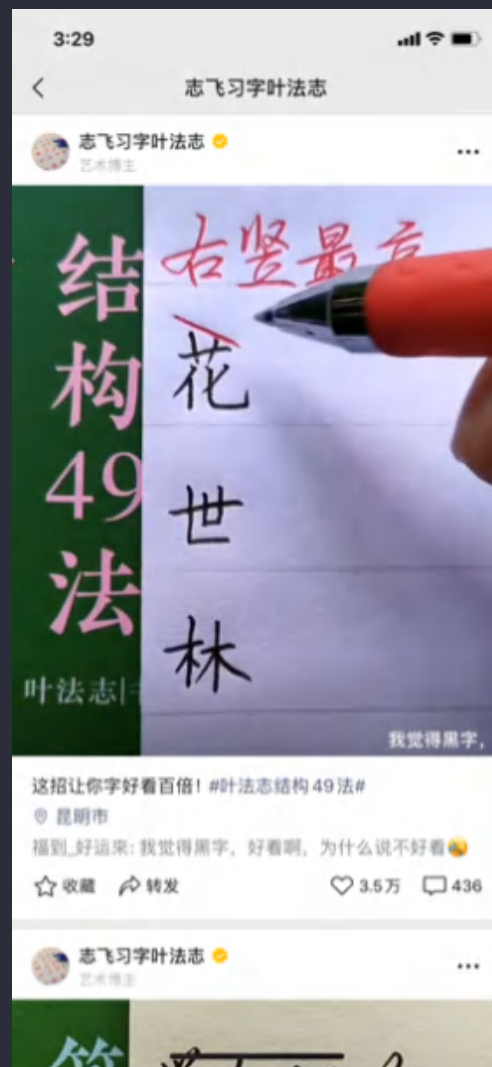 3:29
志飞习字叶法志
志飞习字叶法志
艺术博主
结构49法
叶法志
右竖最高
花
世
林
我觉得黑字，
这招让你字好看百倍！#叶法志结构49法#
昆明市
福到_好运来：我觉得黑字，好看啊，为什么说不好看
收藏 转发 3.5万 436
志飞习字叶法志
艺术博主